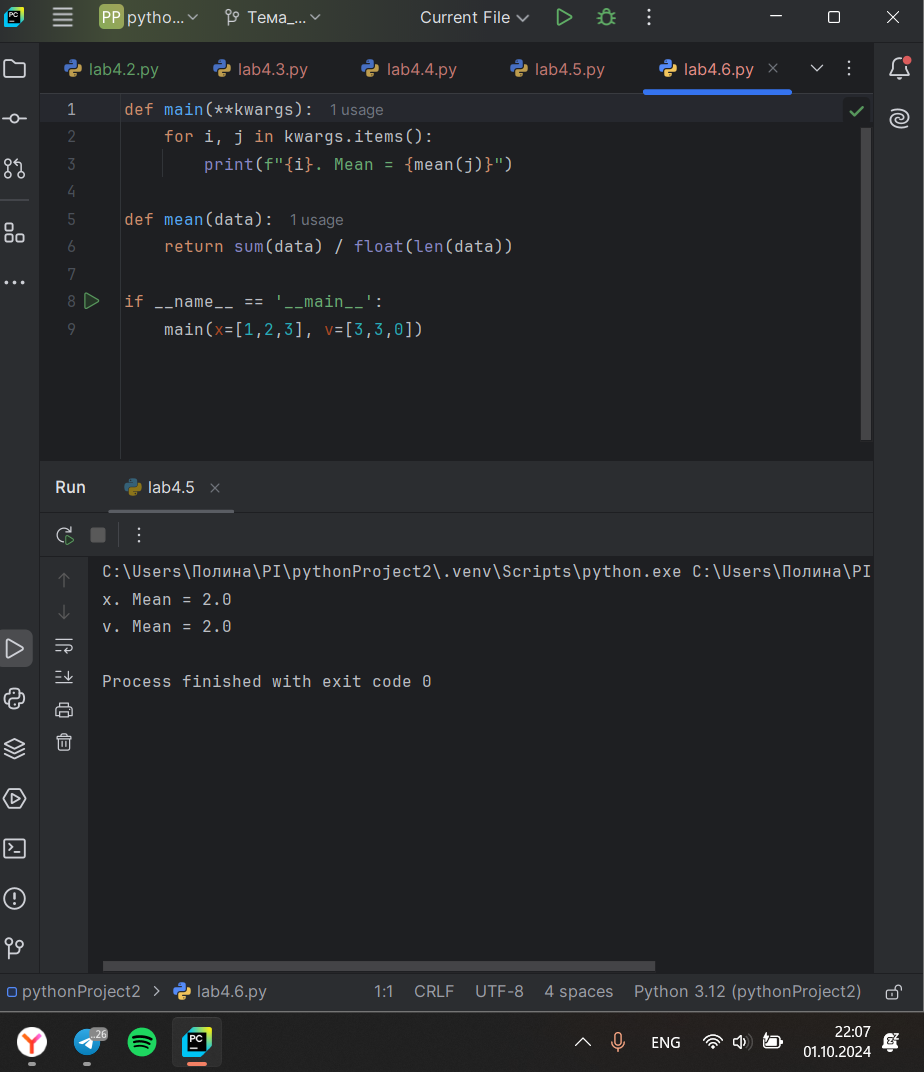 PC
PP pytho... Тема_... Current File
lab4.2.py lab4.3.py lab4.4.py lab4.5.py lab4.6.py
1 def main(**kwargs): 1 usage
2     for i, j in kwargs.items():
3         print(f"{i}. Mean = {mean(j)}")
4
5 def mean(data): 1 usage
6     return sum(data) / float(len(data))
7
8 if __name__ == '__main__':
9     main(x=[1,2,3], v=[3,3,0])
Run lab4.5
C:\Users\Полина\PI\pythonProject2\.venv\Scripts\python.exe C:\Users\Полина\PI
x. Mean = 2.0
v. Mean = 2.0
Process finished with exit code 0
pythonProject2 > lab4.6.py 1:1 CRLF UTF-8 4 spaces Python 3.12 (pythonProject2)
Y ..26 PC ENG 22:07
01.10.2024